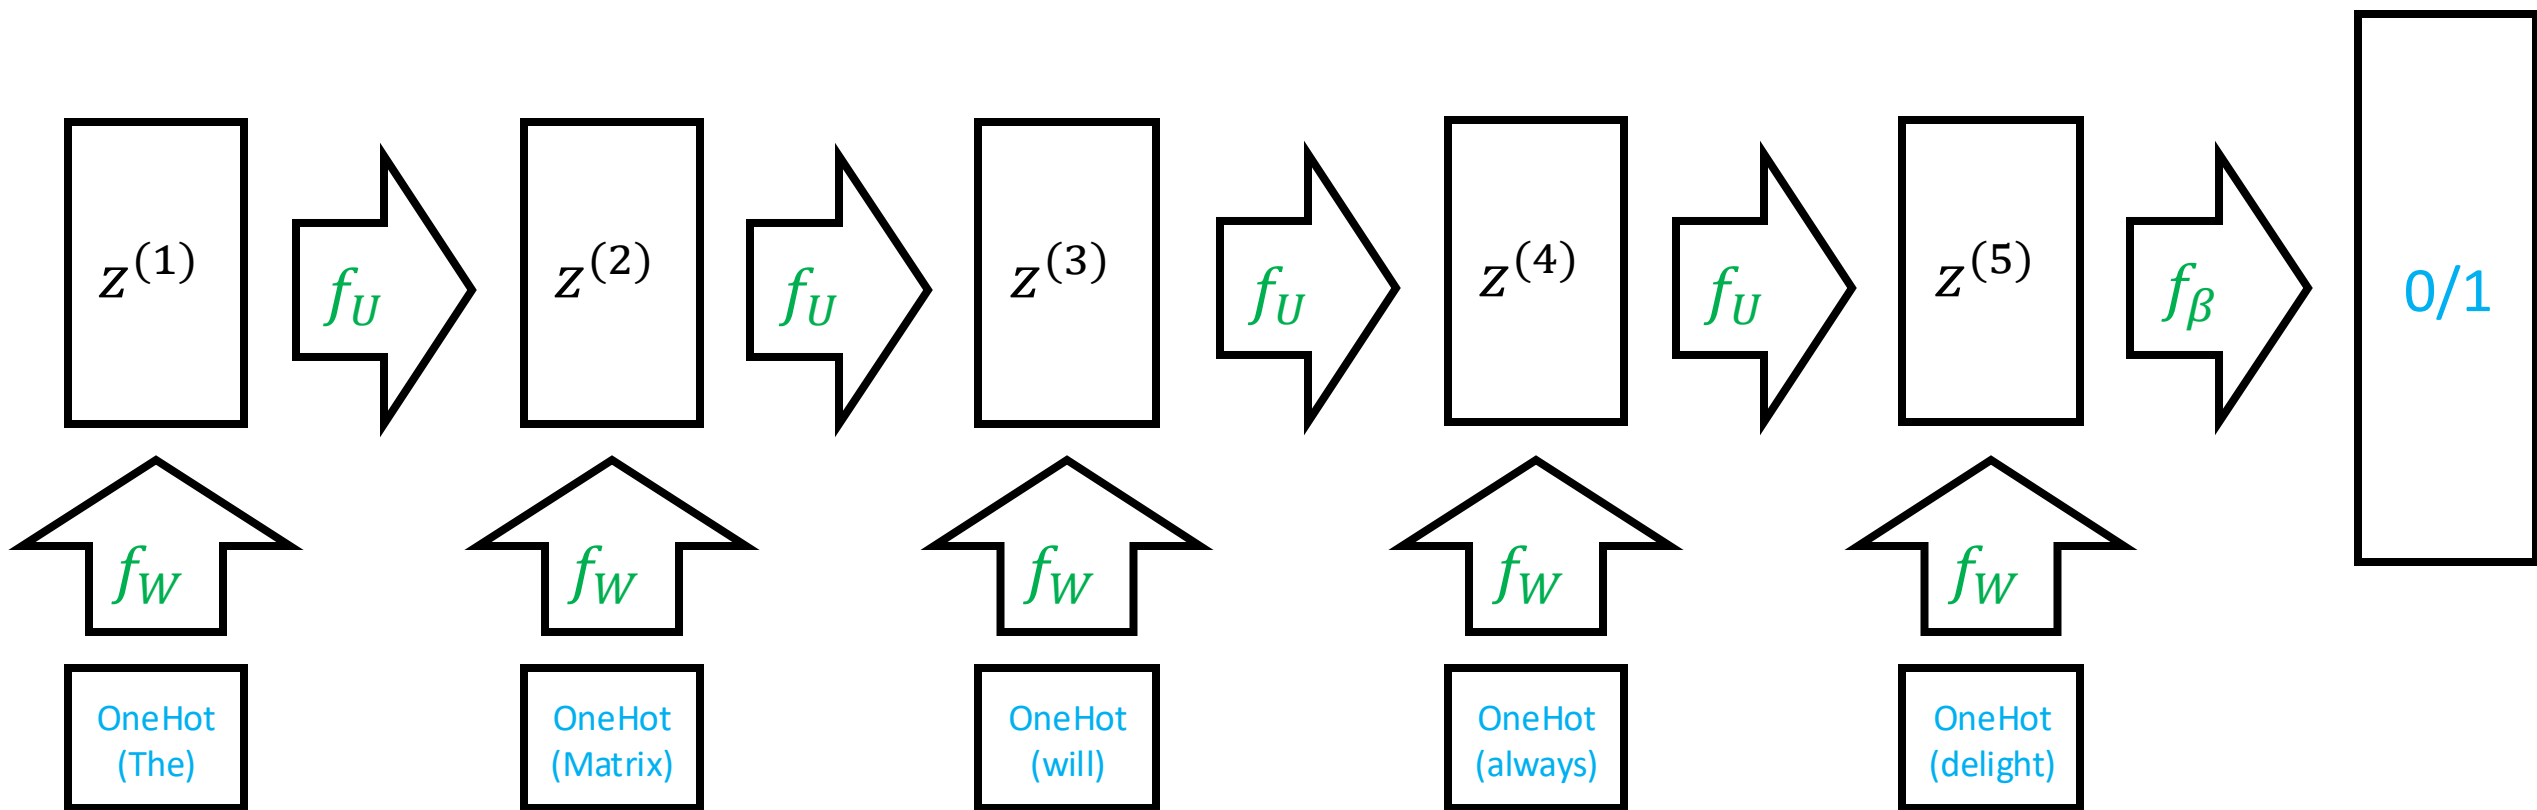 z^(1)
f_U
z^(2)
f_U
z^(3)
f_U
z^(4)
f_U
z^(5)
f_β
0/1
f_W
f_W
f_W
f_W
f_W
OneHot
(The)
OneHot
(Matrix)
OneHot
(will)
OneHot
(always)
OneHot
(delight)